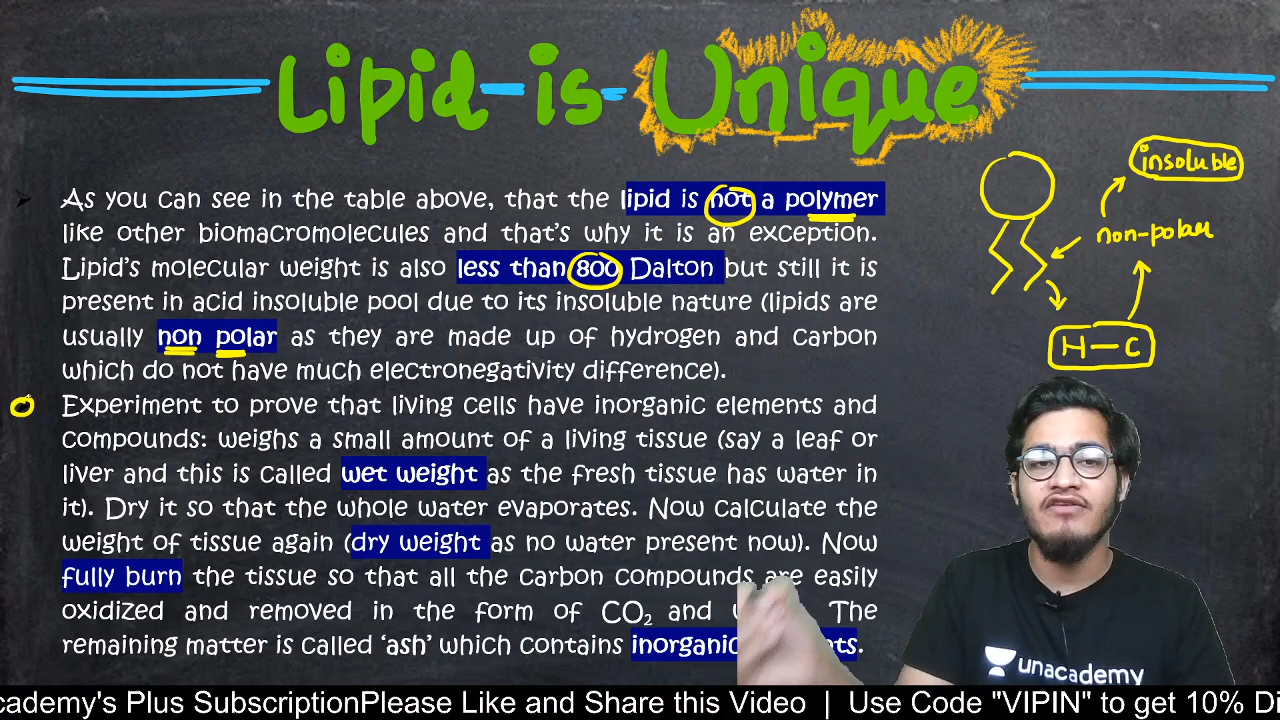 Lipid is Unique
As you can see in the table above, that the lipid is not a polymer
like other biomacromolecules and that's why it is an exception.
Lipid's molecular weight is also less than 800 Dalton but still it is
present in acid insoluble pool due to its insoluble nature (lipids are
usually non polar as they are made up of hydrogen and carbon
which do not have much electronegativity difference).
Experiment to prove that living cells have inorganic elements and
compounds: weighs a small amount of a living tissue (say a leaf or
liver and this is called wet weight as the fresh tissue has water in
it). Dry it so that the whole water evaporates. Now calculate the
weight of tissue again (dry weight as no water present now). Now
fully burn the tissue so that all the carbon compounds are easily
oxidized and removed in the form of CO₂ and The
remaining matter is called 'ash' which contains inorganic
insoluble
non-polar
H-C
unacademy
cademy's Plus SubscriptionPlease Like and Share this Video | Use Code "VIPIN" to get 10% Di